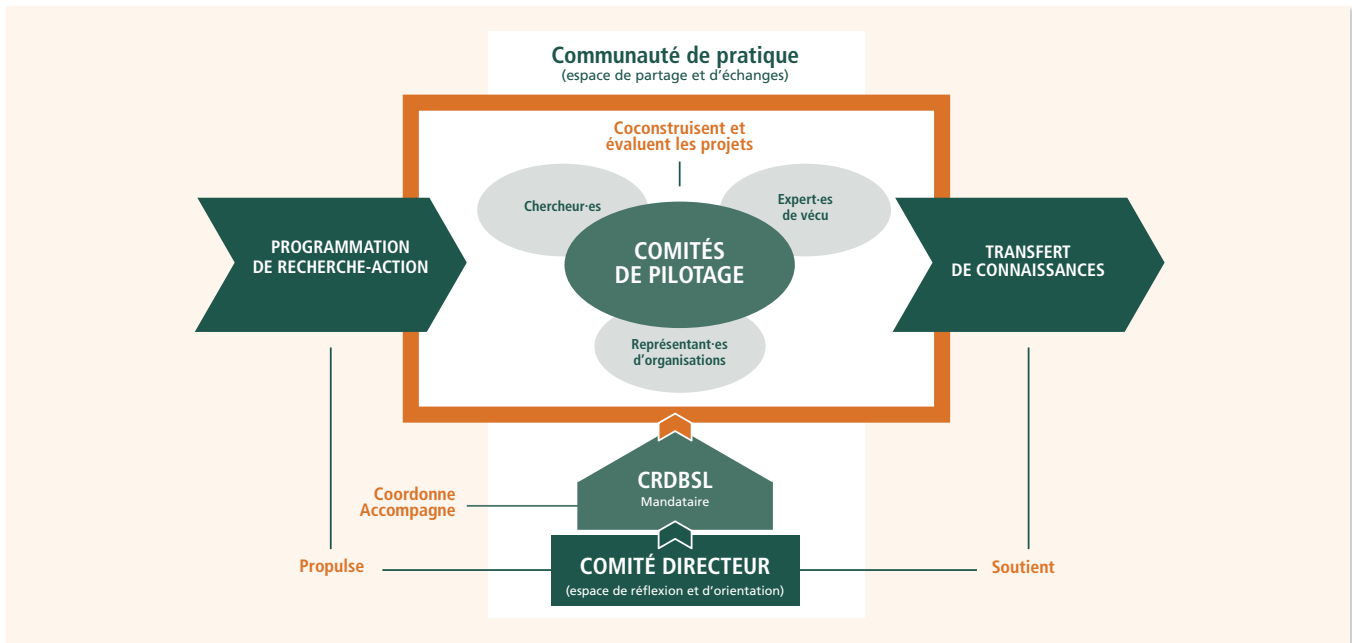 Communauté de pratique
(espace de partage et d'échanges)
Coconstruisent et
évaluent les projets
Chercheur·es
Expert·es
de vécu
COMITÉS
DE PILOTAGE
Représentant·es
d'organisations
PROGRAMMATION
DE RECHERCHE-ACTION
TRANSFERT
DE CONNAISSANCES
CRDBSL
Mandataire
Coordonne
Accompagne
Propulse
COMITÉ DIRECTEUR
(espace de réflexion et d'orientation)
Soutient